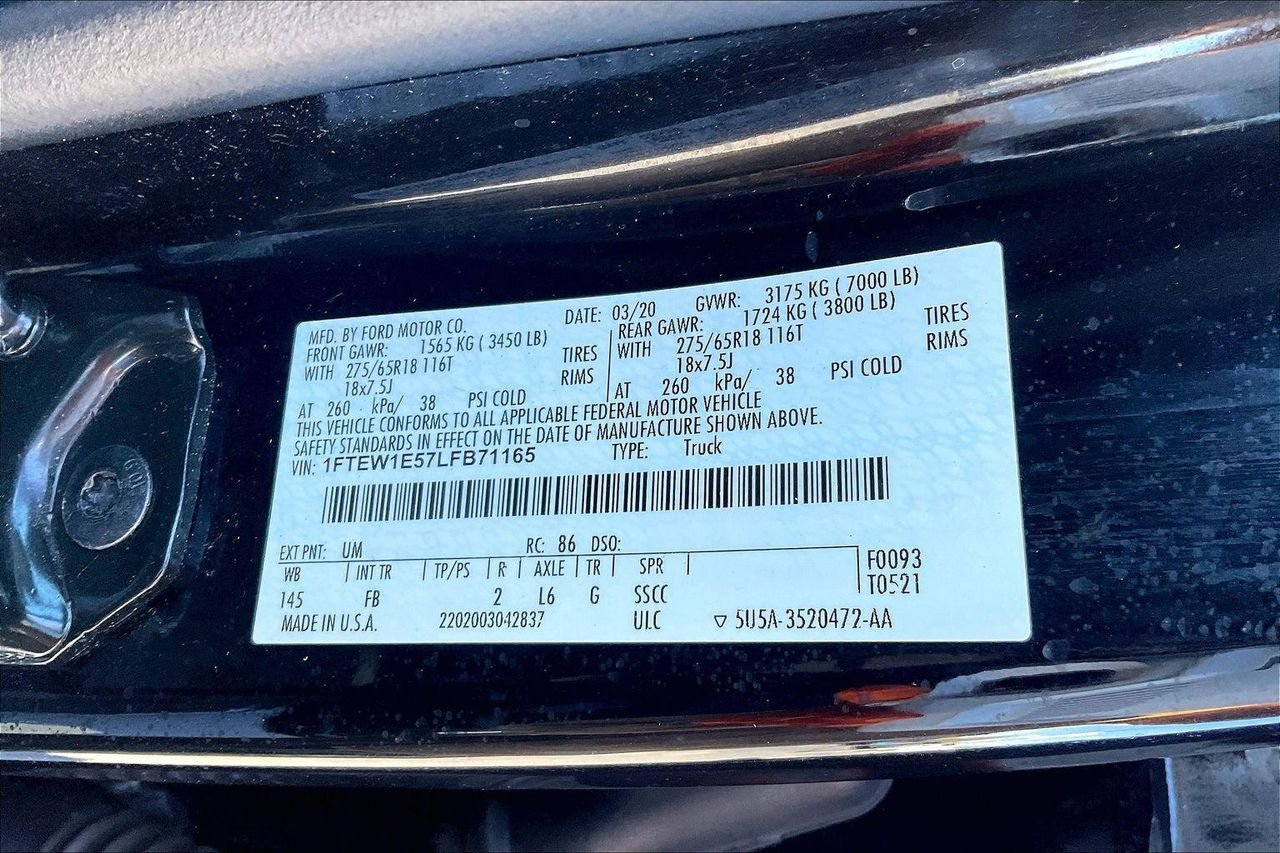 MFD. BY FORD MOTOR CO. DATE: 03/20 GVWR: 3175 KG ( 7000 LB)
FRONT GAWR: 1565 KG ( 3450 LB) REAR GAWR: 1724 KG ( 3800 LB)
WITH 275/65R18 116T TIRES WITH 275/65R18 116T TIRES
18x7.5J RIMS 18x7.5J RIMS
AT 260 kPa/ 38 PSI COLD AT 260 kPa/ 38 PSI COLD
THIS VEHICLE CONFORMS TO ALL APPLICABLE FEDERAL MOTOR VEHICLE
SAFETY STANDARDS IN EFFECT ON THE DATE OF MANUFACTURE SHOWN ABOVE.
VIN: 1FTEW1E57LFB71165 TYPE: Truck
EXT PNT: UM RC: 86 DSO:
WB INT TR TP/PS R AXLE TR SPR F0093
145 FB 2 L6 G SSCC T0521
MADE IN U.S.A. 2202003042837 UI.C ▽ 5U5A-3520472-AA